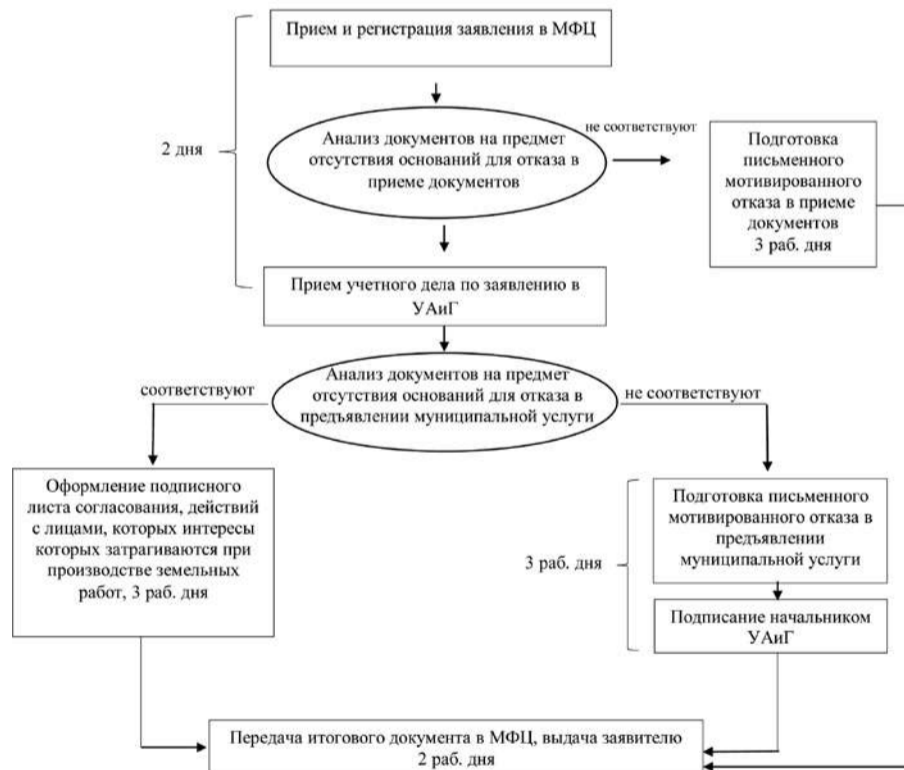 Прием и регистрация заявления в МФЦ
2 дня
Анализ документов на предмет
отсутствия оснований для отказа в
приеме документов
не соответствуют
Подготовка
письменного
мотивированного
отказа в приеме
документов
3 раб. дня
Прием учетного дела по заявлению в
УАиГ
Анализ документов на предмет
отсутствия оснований для отказа в
предъявлении муниципальной услуги
соответствуют
не соответствуют
Оформление подписного
листа согласования, действий
с лицами, которых интересы
которых затрагиваются при
производстве земельных
работ, 3 раб. дня
3 раб. дня
Подготовка письменного
мотивированного отказа в
предъявлении
муниципальной услуги
Подписание начальником
УАиГ
Передача итогового документа в МФЦ, выдача заявителю
2 раб. дня